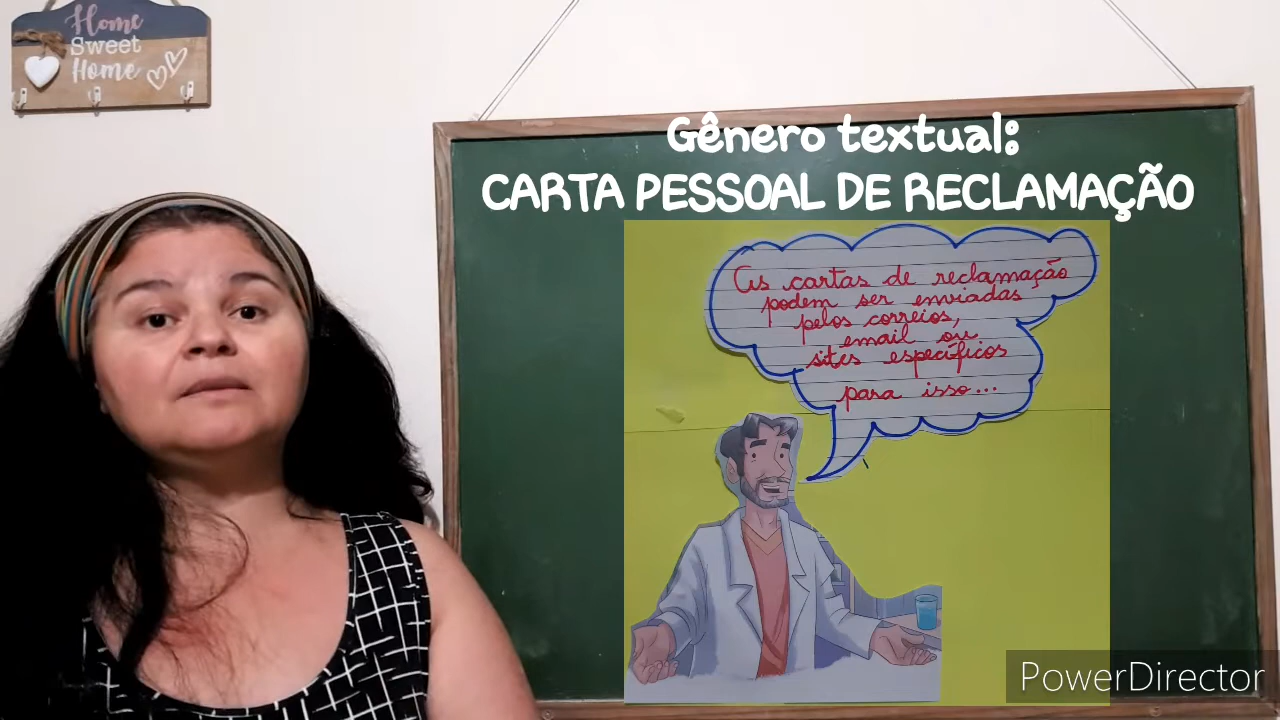 Home
Sweet
Home
Gênero textual:
CARTA PESSOAL DE RECLAMAÇÃO
As cartas de reclamação
podem ser enviadas
pelos correios,
email ou
sites específicos
para isso...
PowerDirector